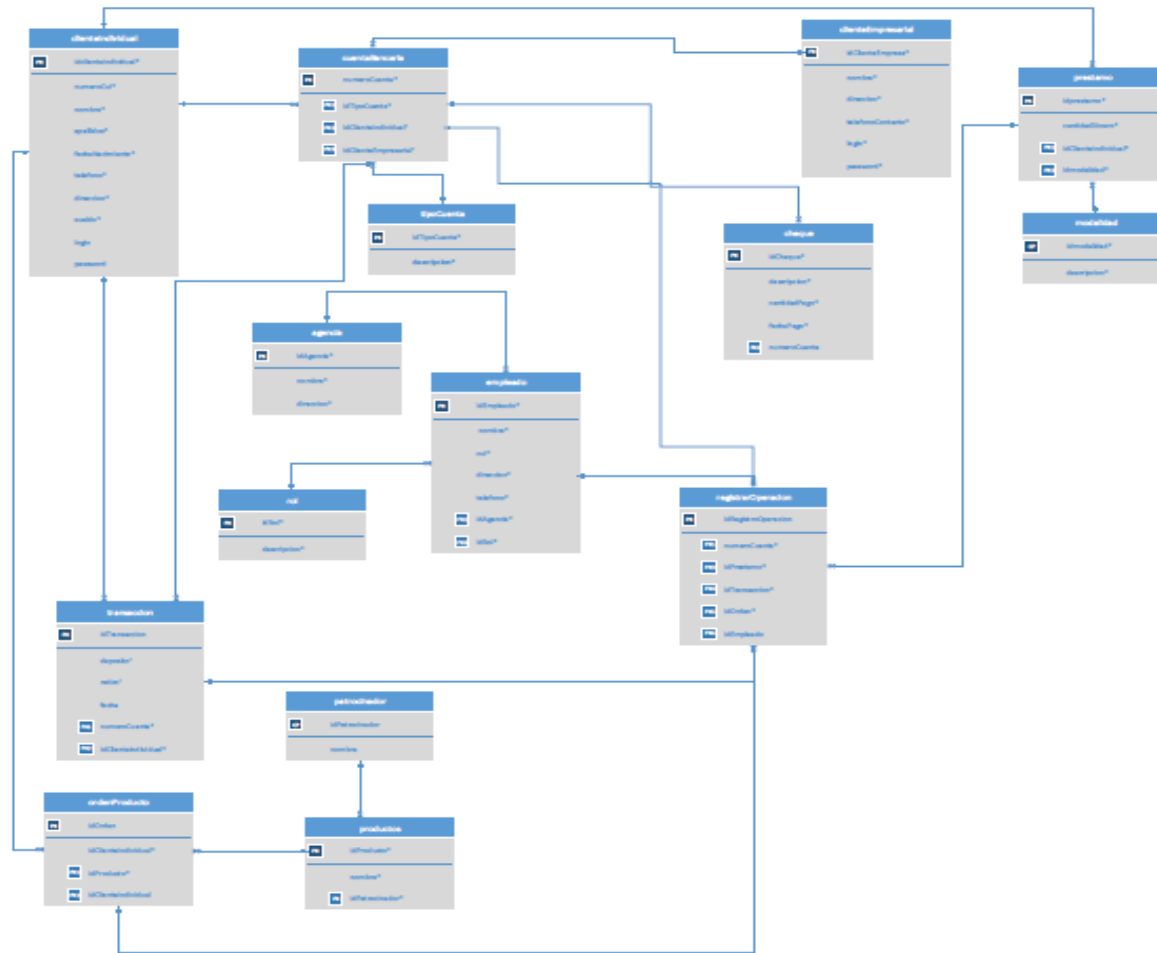 clienteIndividual
idclienteIndividual*
numeroCui*
nombre*
apellidos*
fechaNacimiento*
telefono*
direccion*
login
password
cuentaBancaria
numeroCuenta*
idTipoCuenta*
idClienteIndividual*
idClienteEmpresarial*
clienteEmpresarial
idClienteEmpresa*
nombre*
direccion*
telefonoContacto*
login*
password*
prestamo
idprestamo*
cantidadDinero*
idClienteIndividual*
idmodalidad*
modalidad
idmodalidad*
descripcion*
tipoCuenta
idTipoCuenta*
descripcion*
cheque
idCheque*
descripcion*
cantidadPago*
fechaPago*
numeroCuenta
agencia
idAgencia*
nombre*
direccion*
empleado
idEmpleado*
nombre*
direccion*
telefono*
idAgencia*
idRol*
rol
idRol*
descripcion*
registrarOperacion
idRegistroOperacion
numeroCuenta*
idPrestamo*
idTransaccion*
idOrden*
idEmpleado
transaccion
idTransaccion
fecha
numeroCuenta*
idClienteIndividual*
patrocinador
idPatrocinador
nombre
ordenProducto
idOrden
idClienteIndividual*
idProducto*
idClienteIndividual
productos
idProducto*
nombre*
idPatrocinador*